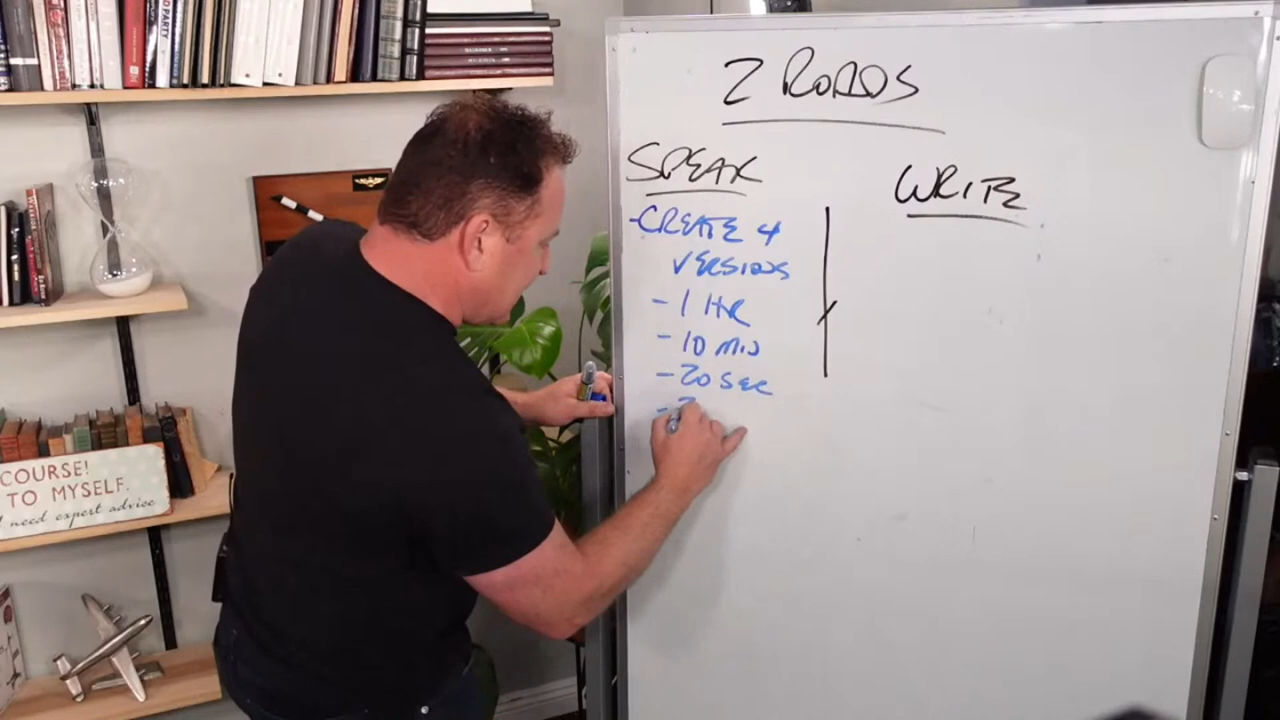 2 ROADS
SPEAK
WRITE
-CREATE 4
VERSIONS
- 1 HR
- 10 MIN
- 20 SEC
-
COURSE!
TO MYSELF.
need expert advice